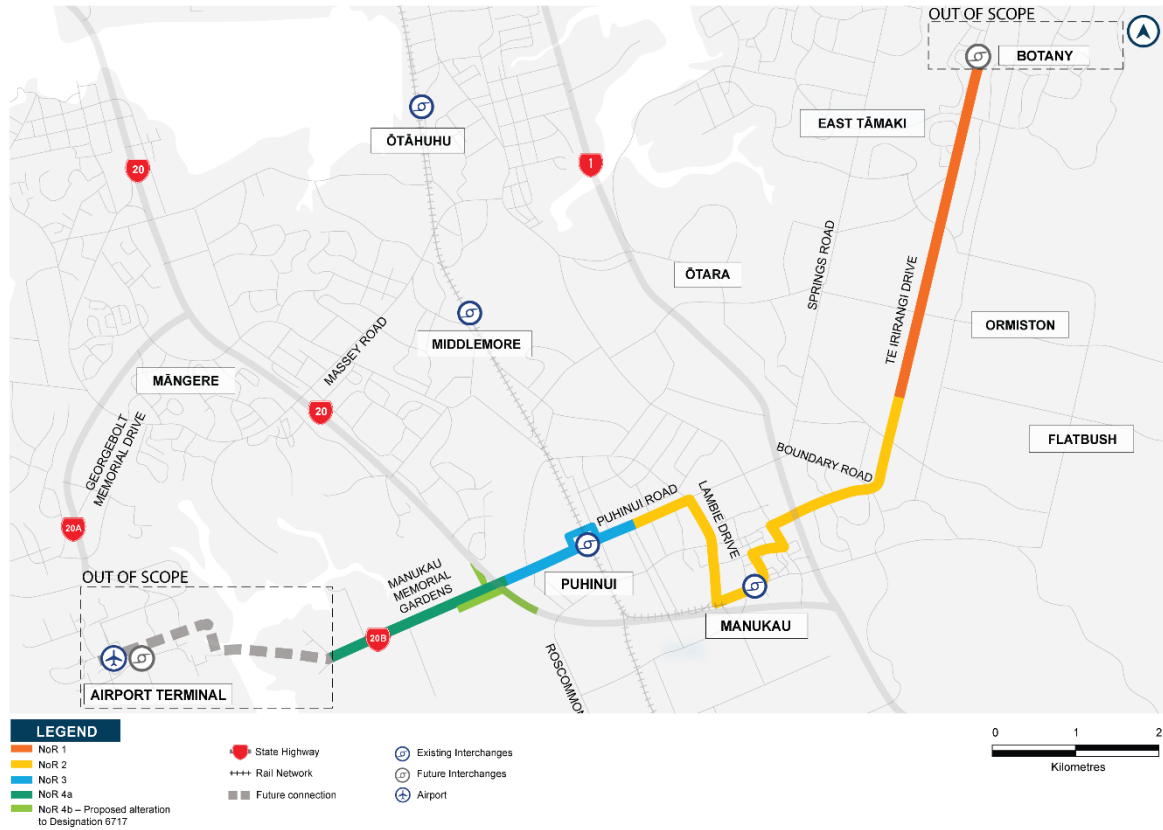 OUT OF SCOPE
BOTANY
EAST TĀMAKI
ŌTĀHUHU
20
1
SPRINGS ROAD
ŌTARA
TE IRIRANGI DRIVE
ORMISTON
MIDDLEMORE
MASSEY ROAD
MĀNGERE
20
FLATBUSH
GEORGEBOLT
MEMORIAL DRIVE
BOUNDARY ROAD
LAMBIE DRIVE
PUHINUI ROAD
20A
OUT OF SCOPE
MANUKAU
MEMORIAL
GARDENS
PUHINUI
MANUKAU
20B
ROSCOMMON
AIRPORT TERMINAL
LEGEND
NoR 1
NoR 2
NoR 3
NoR 4a
NoR 4b – Proposed alteration
to Designation 6717
State Highway
Rail Network
Future connection
Existing Interchanges
Future Interchanges
Airport
0 1 2
Kilometres